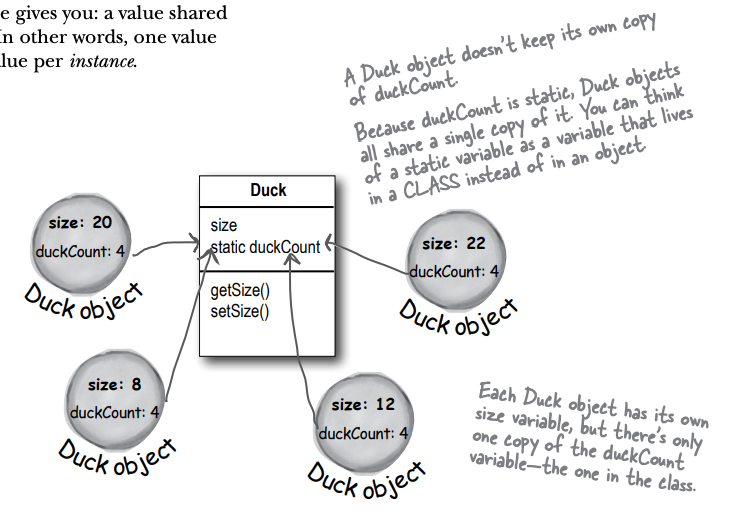 e gives you: a value shared
In other words, one value
lue per instance.
A Duck object doesn't keep its own copy
of duckCount.
Because duckCount is static, Duck objects
all share a single copy of it. You can think
of a static variable as a variable that lives
in a CLASS instead of in an object
Duck
size
static duckCount
getSize()
setSize()
size: 20
duckCount: 4
Duck object
size: 22
duckCount: 4
Duck object
size: 8
duckCount: 4
Duck object
size: 12
duckCount: 4
Duck object
Each Duck object has its own
size variable, but there's only
one copy of the duckCount
variable—the one in the class.